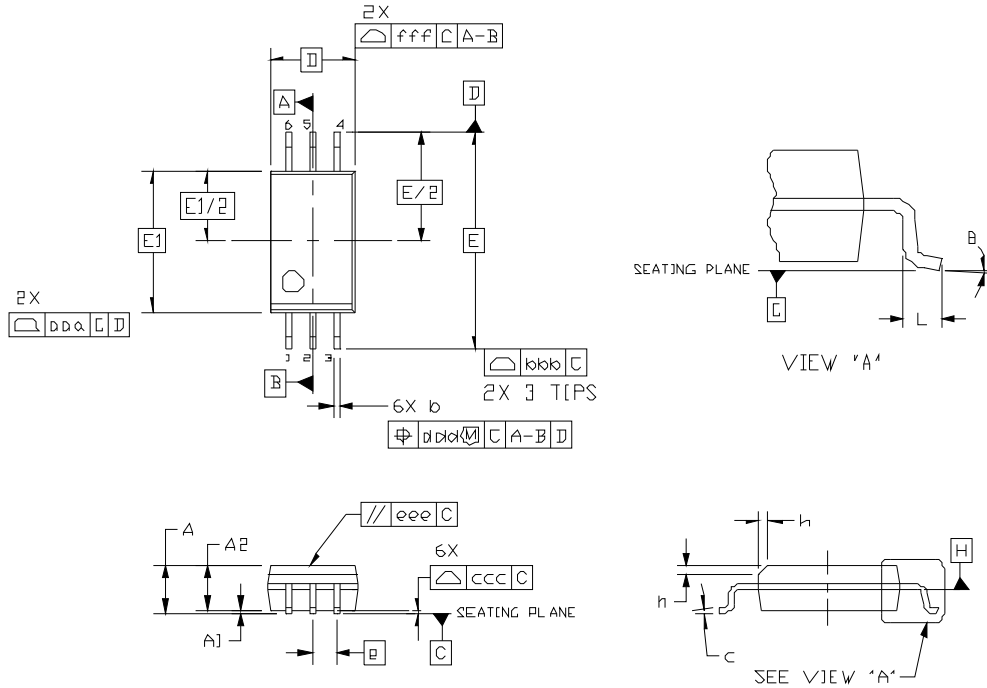 2X
fff C A-B
D
A
D
6 5 4
E1/2
E/2
E1
E
2X
C D
1 2 3
bbb C
2X 3 TIPS
B
6X b
ddd M C A-B D
SEATING PLANE
B
C
L
VIEW "A"
// eee C
A
A2
6X
ccc C
SEATING PLANE
A1
e
C
h
H
h
c
SEE VIEW "A"